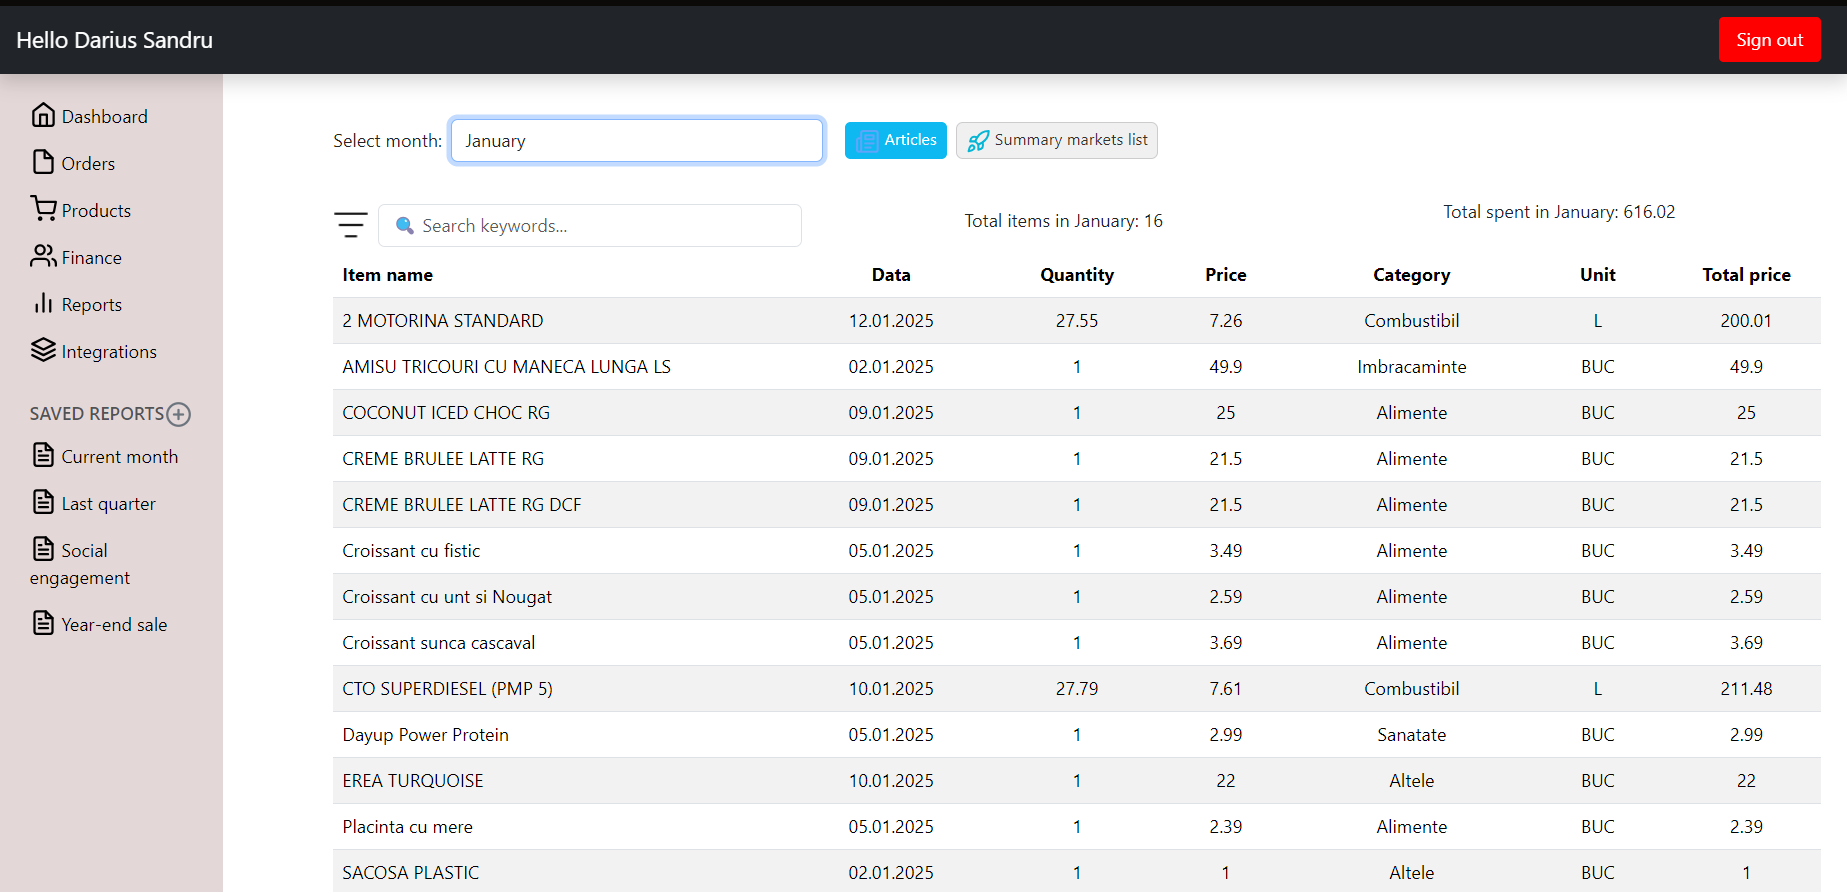 Hello Darius Sandru
Sign out
Dashboard
Orders
Products
Finance
Reports
Integrations
SAVED REPORTS
Current month
Last quarter
Social
engagement
Year-end sale
Select month: January Articles Summary markets list
Search keywords... Total items in January: 16 Total spent in January: 616.02
Item name Data Quantity Price Category Unit Total price
2 MOTORINA STANDARD 12.01.2025 27.55 7.26 Combustibil L 200.01
AMISU TRICOURI CU MANECA LUNGA LS 02.01.2025 1 49.9 Imbracaminte BUC 49.9
COCONUT ICED CHOC RG 09.01.2025 1 25 Alimente BUC 25
CREME BRULEE LATTE RG 09.01.2025 1 21.5 Alimente BUC 21.5
CREME BRULEE LATTE RG DCF 09.01.2025 1 21.5 Alimente BUC 21.5
Croissant cu fistic 05.01.2025 1 3.49 Alimente BUC 3.49
Croissant cu unt si Nougat 05.01.2025 1 2.59 Alimente BUC 2.59
Croissant sunca cascaval 05.01.2025 1 3.69 Alimente BUC 3.69
CTO SUPERDIESEL (PMP 5) 10.01.2025 27.79 7.61 Combustibil L 211.48
Dayup Power Protein 05.01.2025 1 2.99 Sanatate BUC 2.99
EREA TURQUOISE 10.01.2025 1 22 Altele BUC 22
Placinta cu mere 05.01.2025 1 2.39 Alimente BUC 2.39
SACOSA PLASTIC 02.01.2025 1 1 Altele BUC 1